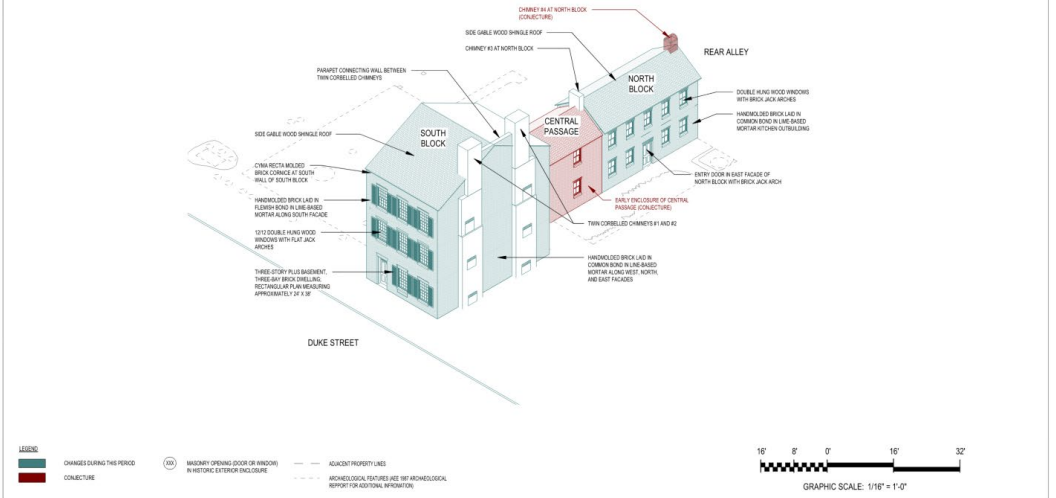 CHIMNEY #4 AT NORTH BLOCK
(CONJECTURE)
SIDE GABLE WOOD SHINGLE ROOF
CHIMNEY #3 AT NORTH BLOCK
REAR ALLEY
PARAPET CONNECTING WALL BETWEEN
TWIN CORBELLED CHIMNEYS
NORTH
BLOCK
DOUBLE HUNG WOOD WINDOWS
WITH BRICK JACK ARCHES
HANDMOLDED BRICK LAID IN
COMMON BOND IN LIME-BASED
MORTAR KITCHEN OUTBUILDING
CENTRAL
PASSAGE
SOUTH
BLOCK
SIDE GABLE WOOD SHINGLE ROOF
CYMA RECTA MOLDED
BRICK CORNICE AT SOUTH
WALL OF SOUTH BLOCK
ENTRY DOOR IN EAST FACADE OF
NORTH BLOCK WITH BRICK JACK ARCH
HANDMOLDED BRICK LAID IN
FLEMISH BOND IN LIME-BASED
MORTAR ALONG SOUTH FACADE
EARLY ENCLOSURE OF CENTRAL
PASSAGE (CONJECTURE)
TWIN CORBELLED CHIMNEYS #1 AND #2
12/12 DOUBLE HUNG WOOD
WINDOWS WITH FLAT JACK
ARCHES
HANDMOLDED BRICK LAID IN
COMMON BOND IN LIME-BASED
MORTAR ALONG WEST, NORTH,
AND EAST FACADES
THREE-STORY PLUS BASEMENT,
THREE-BAY BRICK DWELLING,
RECTANGULAR PLAN MEASURING
APPROXIMATELY 24' X 38'
DUKE STREET
LEGEND
CHANGES DURING THIS PERIOD
CONJECTURE
XXX
MASONRY OPENING (DOOR OR WINDOW)
IN HISTORIC EXTERIOR ENCLOSURE
ADJACENT PROPERTY LINES
ARCHAEOLOGICAL FEATURES (AEE 1987 ARCHAEOLOGICAL
REPPORT FOR ADDITIONAL INFRONATION)
16' 8' 0' 16' 32'
GRAPHIC SCALE: 1/16" = 1'-0"